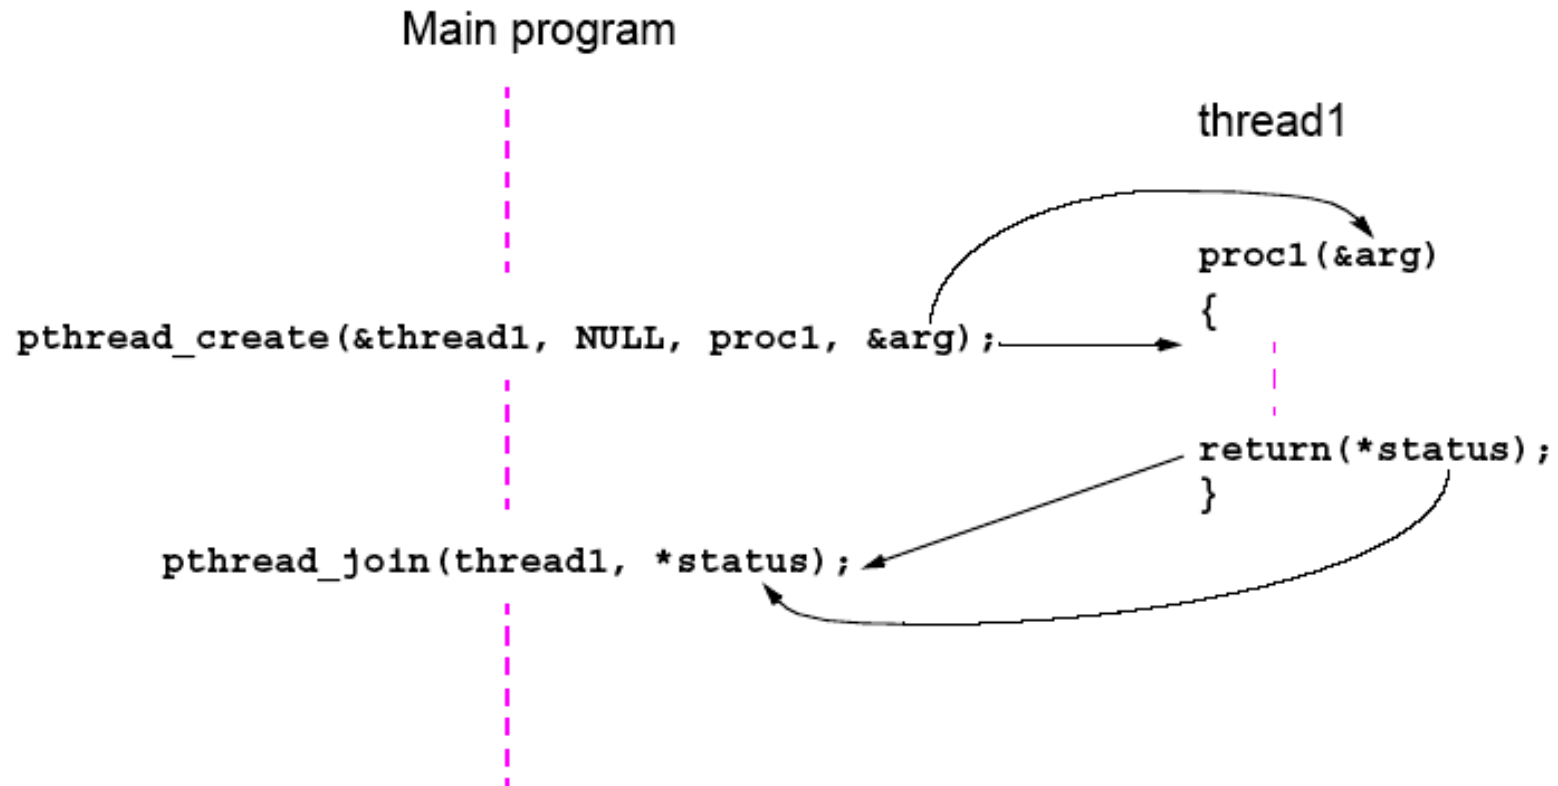 Main program
thread1
proc1(&arg)
{
pthread_create(&thread1, NULL, proc1, &arg);
return(*status);
}
pthread_join(thread1, *status);